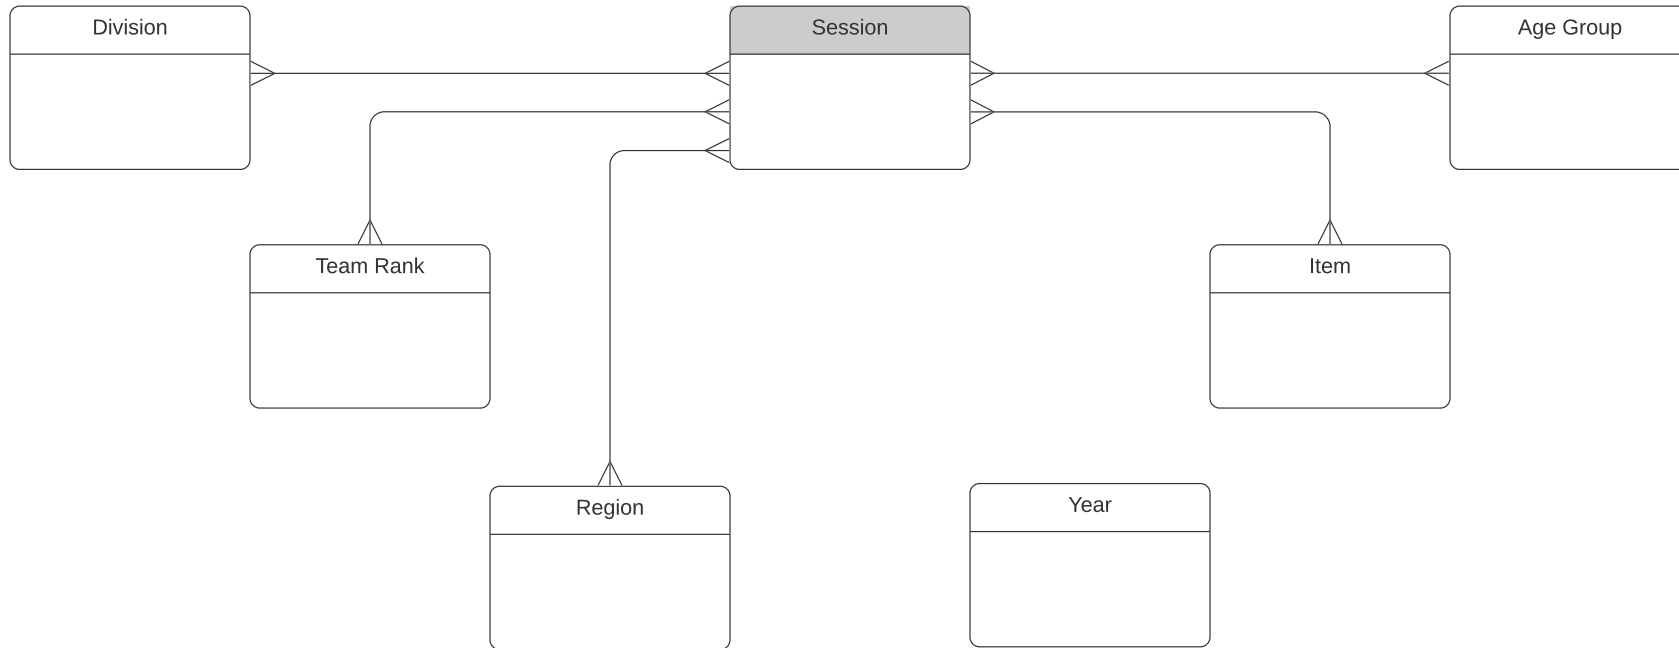 Division
Session
Age Group
Team Rank
Item
Region
Year